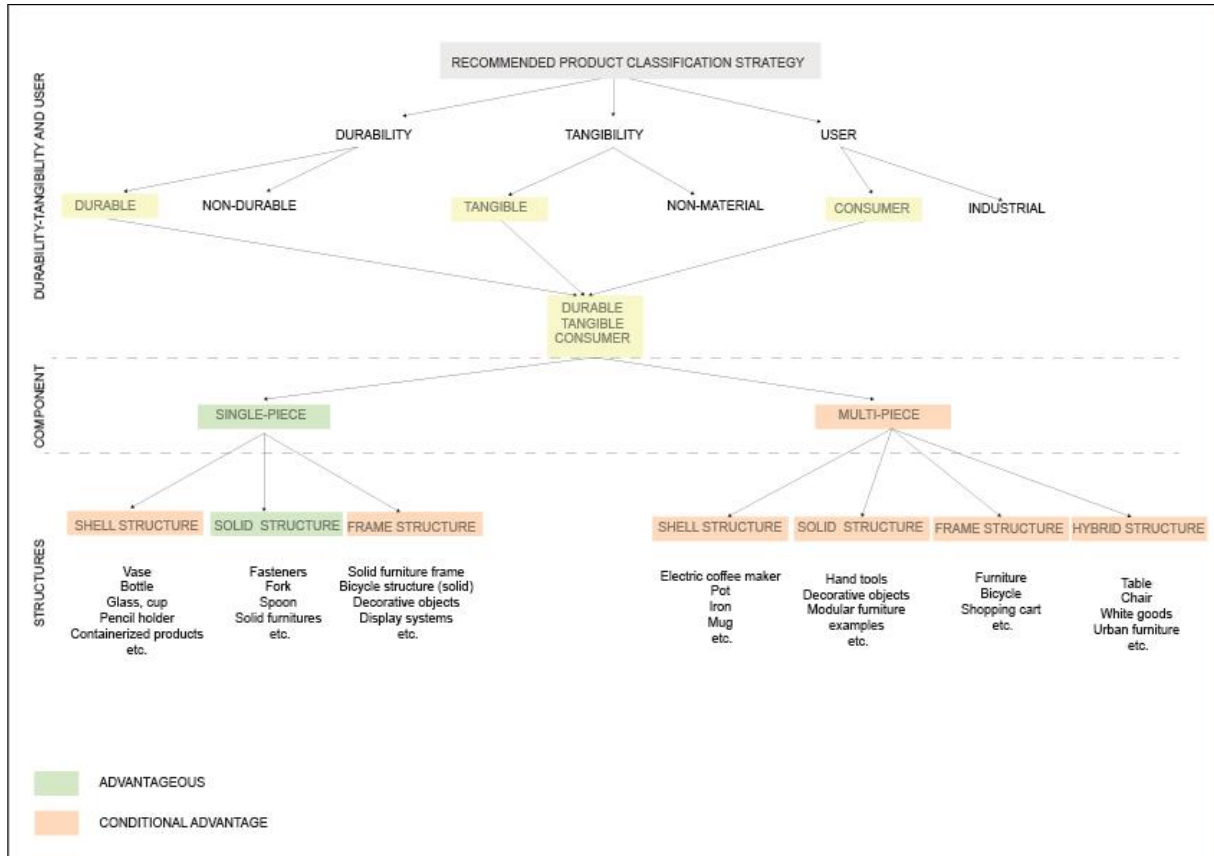 RECOMMENDED PRODUCT CLASSIFICATION STRATEGY
DURABILITY-TANGIBILITY AND USER
DURABILITY
TANGIBILITY
USER
DURABLE
NON-DURABLE
TANGIBLE
NON-MATERIAL
CONSUMER
INDUSTRIAL
DURABLE
TANGIBLE
CONSUMER
COMPONENT
SINGLE-PIECE
MULTI-PIECE
STRUCTURES
SHELL STRUCTURE
Vase
Bottle
Glass, cup
Pencil holder
Containerized products
etc.
SOLID STRUCTURE
Fasteners
Fork
Spoon
Solid furnitures
etc.
FRAME STRUCTURE
Solid furniture frame
Bicycle structure (solid)
Decorative objects
Display systems
etc.
SHELL STRUCTURE
Electric coffee maker
Pot
Iron
Mug
etc.
SOLID STRUCTURE
Hand tools
Decorative objects
Modular furniture
examples
etc.
FRAME STRUCTURE
Furniture
Bicycle
Shopping cart
etc.
HYBRID STRUCTURE
Table
Chair
White goods
Urban furniture
etc.
ADVANTAGEOUS
CONDITIONAL ADVANTAGE